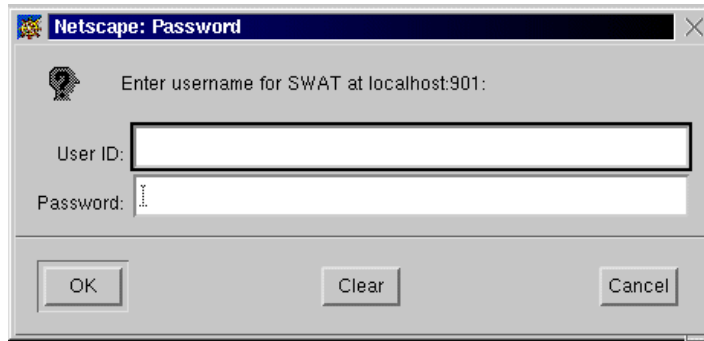 Netscape: Password
Enter username for SWAT at localhost:901:
User ID:
Password:
OK Clear Cancel